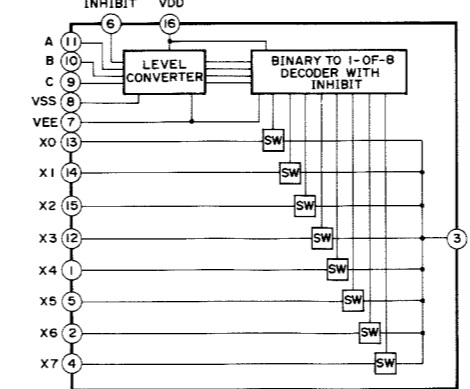 INHIBIT VDD
6 16
A 11
B 10
C 9
VSS 8
VEE 7
LEVEL
CONVERTER
BINARY TO 1-OF-8
DECODER WITH
INHIBIT
X0 13 SW
X1 14 SW
X2 15 SW
X3 12 SW 3
X4 1 SW
X5 5 SW
X6 2 SW
X7 4 SW